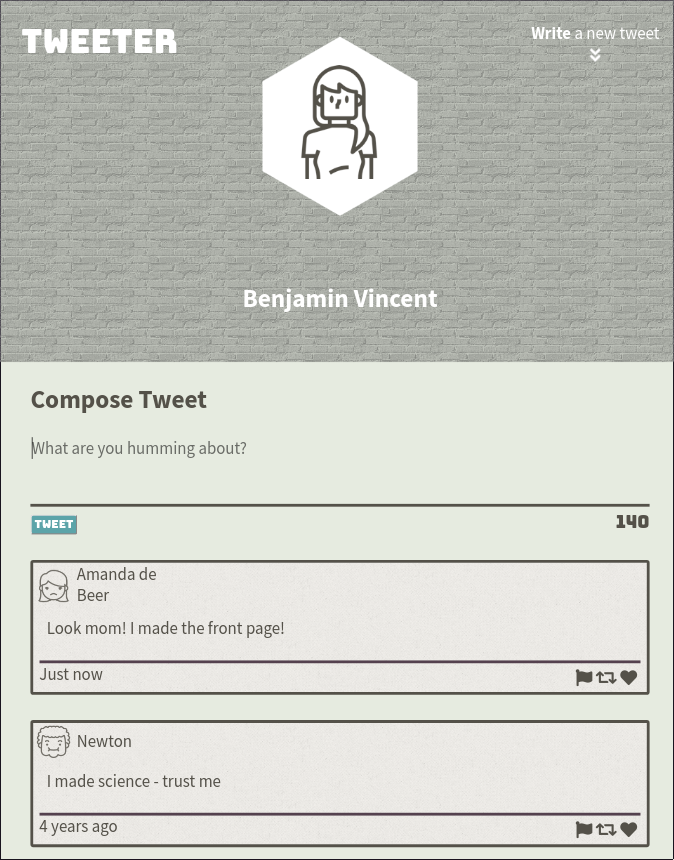 TWEETER
Write a new tweet
Benjamin Vincent
Compose Tweet
What are you humming about?
TWEET
140
Amanda de
Beer
Look mom! I made the front page!
Just now
Newton
I made science - trust me
4 years ago